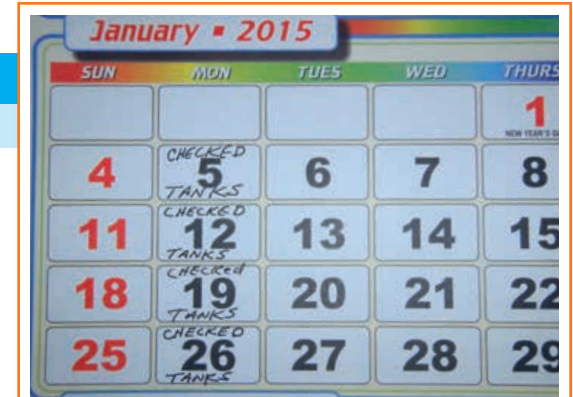 January ▪ 2015
SUN MON TUES WED THURS
1
NEW YEAR'S DA
CHECKED
4 5 6 7 8
TANKS
CHECKED
11 12 13 14 15
TANKS
CHECKED
18 19 20 21 22
TANKS
CHECKED
25 26 27 28 29
TANKS